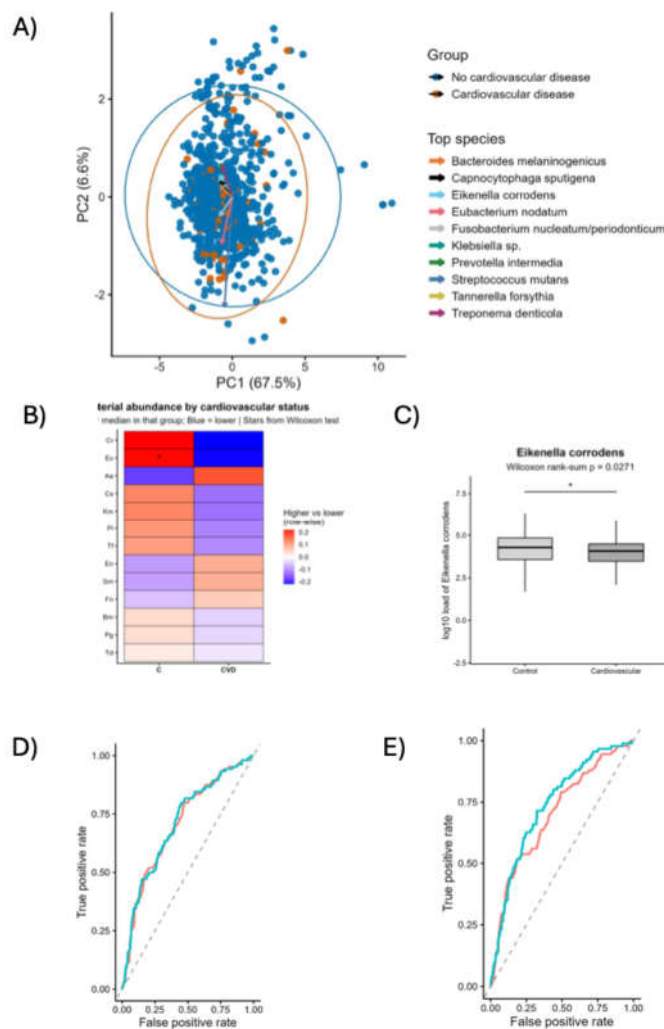 A)
2
0
-2
PC2 (6.6%)
-5
0
5
10
PC1 (67.5%)
Group
No cardiovascular disease
Cardiovascular disease
Top species
Bacteroides melaninogenicus
Capnocytophaga sputigena
Eikenella corrodens
Eubacterium nodatum
Fusobacterium nucleatum/periodonticum
Klebsiella sp.
Prevotella intermedia
Streptococcus mutans
Tannerella forsythia
Treponema denticola
B)
terial abundance by cardiovascular status
median in that group; Blue = lower | Stars from Wilcoxon test
Pi
Tf
En
Sm
Fn
Bm
Pg
Td
C
CVD
Higher vs lower
(row-wise)
0.2
0.1
0.0
-0.1
-0.2
C)
Eikenella corrodens
Wilcoxon rank-sum p = 0.0271
*
log10 load of Eikenella corrodens
7.5
5.0
2.5
0.0
-2.5
Control
Cardiovascular
D)
True positive rate
1.00
0.75
0.50
0.25
0.00
0.00 0.25 0.50 0.75 1.00
False positive rate
E)
True positive rate
1.00
0.75
0.50
0.25
0.00
0.00 0.25 0.50 0.75 1.00
False positive rate